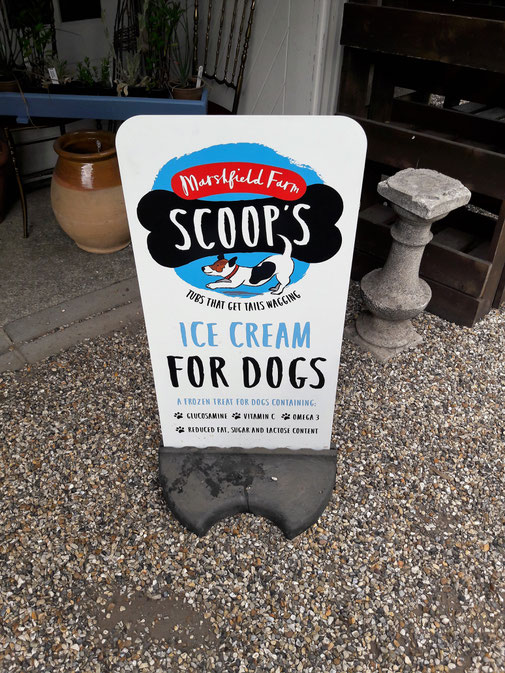 Marshfield Farm
SCOOP'S
TUBS THAT GET TAILS WAGGING
ICE CREAM
FOR DOGS
A FROZEN TREAT FOR DOGS CONTAINING:
GLUCOSAMINE VITAMIN C OMEGA 3
REDUCED FAT, SUGAR AND LACTOSE CONTENT